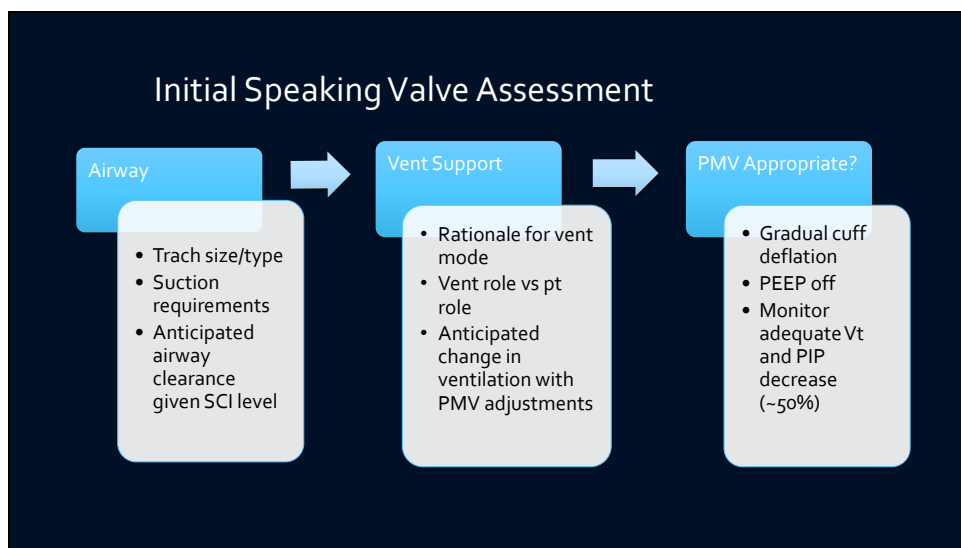 Initial Speaking Valve Assessment
Airway
• Trach size/type
• Suction
requirements
• Anticipated
airway
clearance
given SCI level
Vent Support
• Rationale for vent
mode
• Vent role vs pt
role
• Anticipated
change in
ventilation with
PMV adjustments
PMV Appropriate?
• Gradual cuff
deflation
• PEEP off
• Monitor
adequate Vt
and PIP
decrease
(~50%)